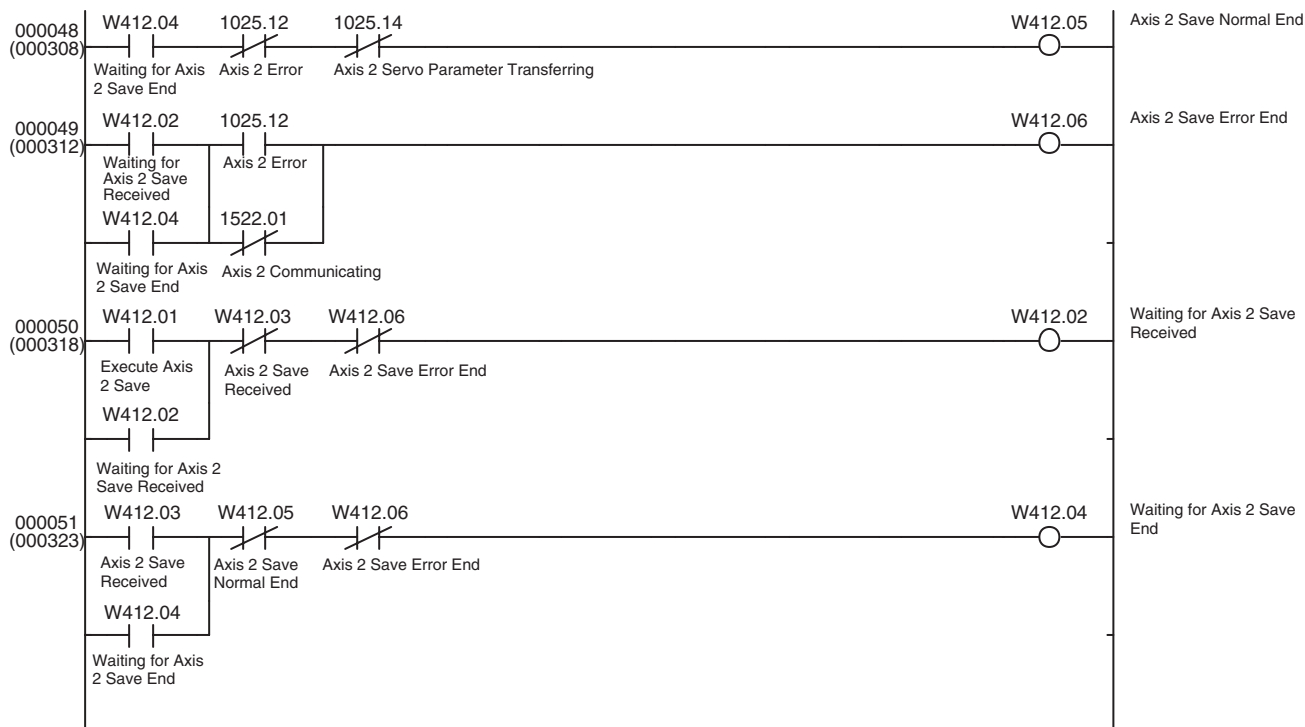 W412.04 1025.12 1025.14 W412.05 Axis 2 Save Normal End
000048
(000308)
Waiting for Axis Axis 2 Error Axis 2 Servo Parameter Transferring
2 Save End
W412.02 1025.12 W412.06 Axis 2 Save Error End
000049
(000312)
Waiting for Axis 2 Error
Axis 2 Save
Received
W412.04 1522.01
Waiting for Axis Axis 2 Communicating
2 Save End
W412.01 W412.03 W412.06 W412.02 Waiting for Axis 2 Save
000050 Received
(000318)
Execute Axis Axis 2 Save Axis 2 Save Error End
2 Save Received
W412.02
Waiting for Axis 2
Save Received
W412.03 W412.05 W412.06 W412.04 Waiting for Axis 2 Save
000051 End
(000323)
Axis 2 Save Axis 2 Save Axis 2 Save Error End
Received Normal End
W412.04
Waiting for Axis
2 Save End